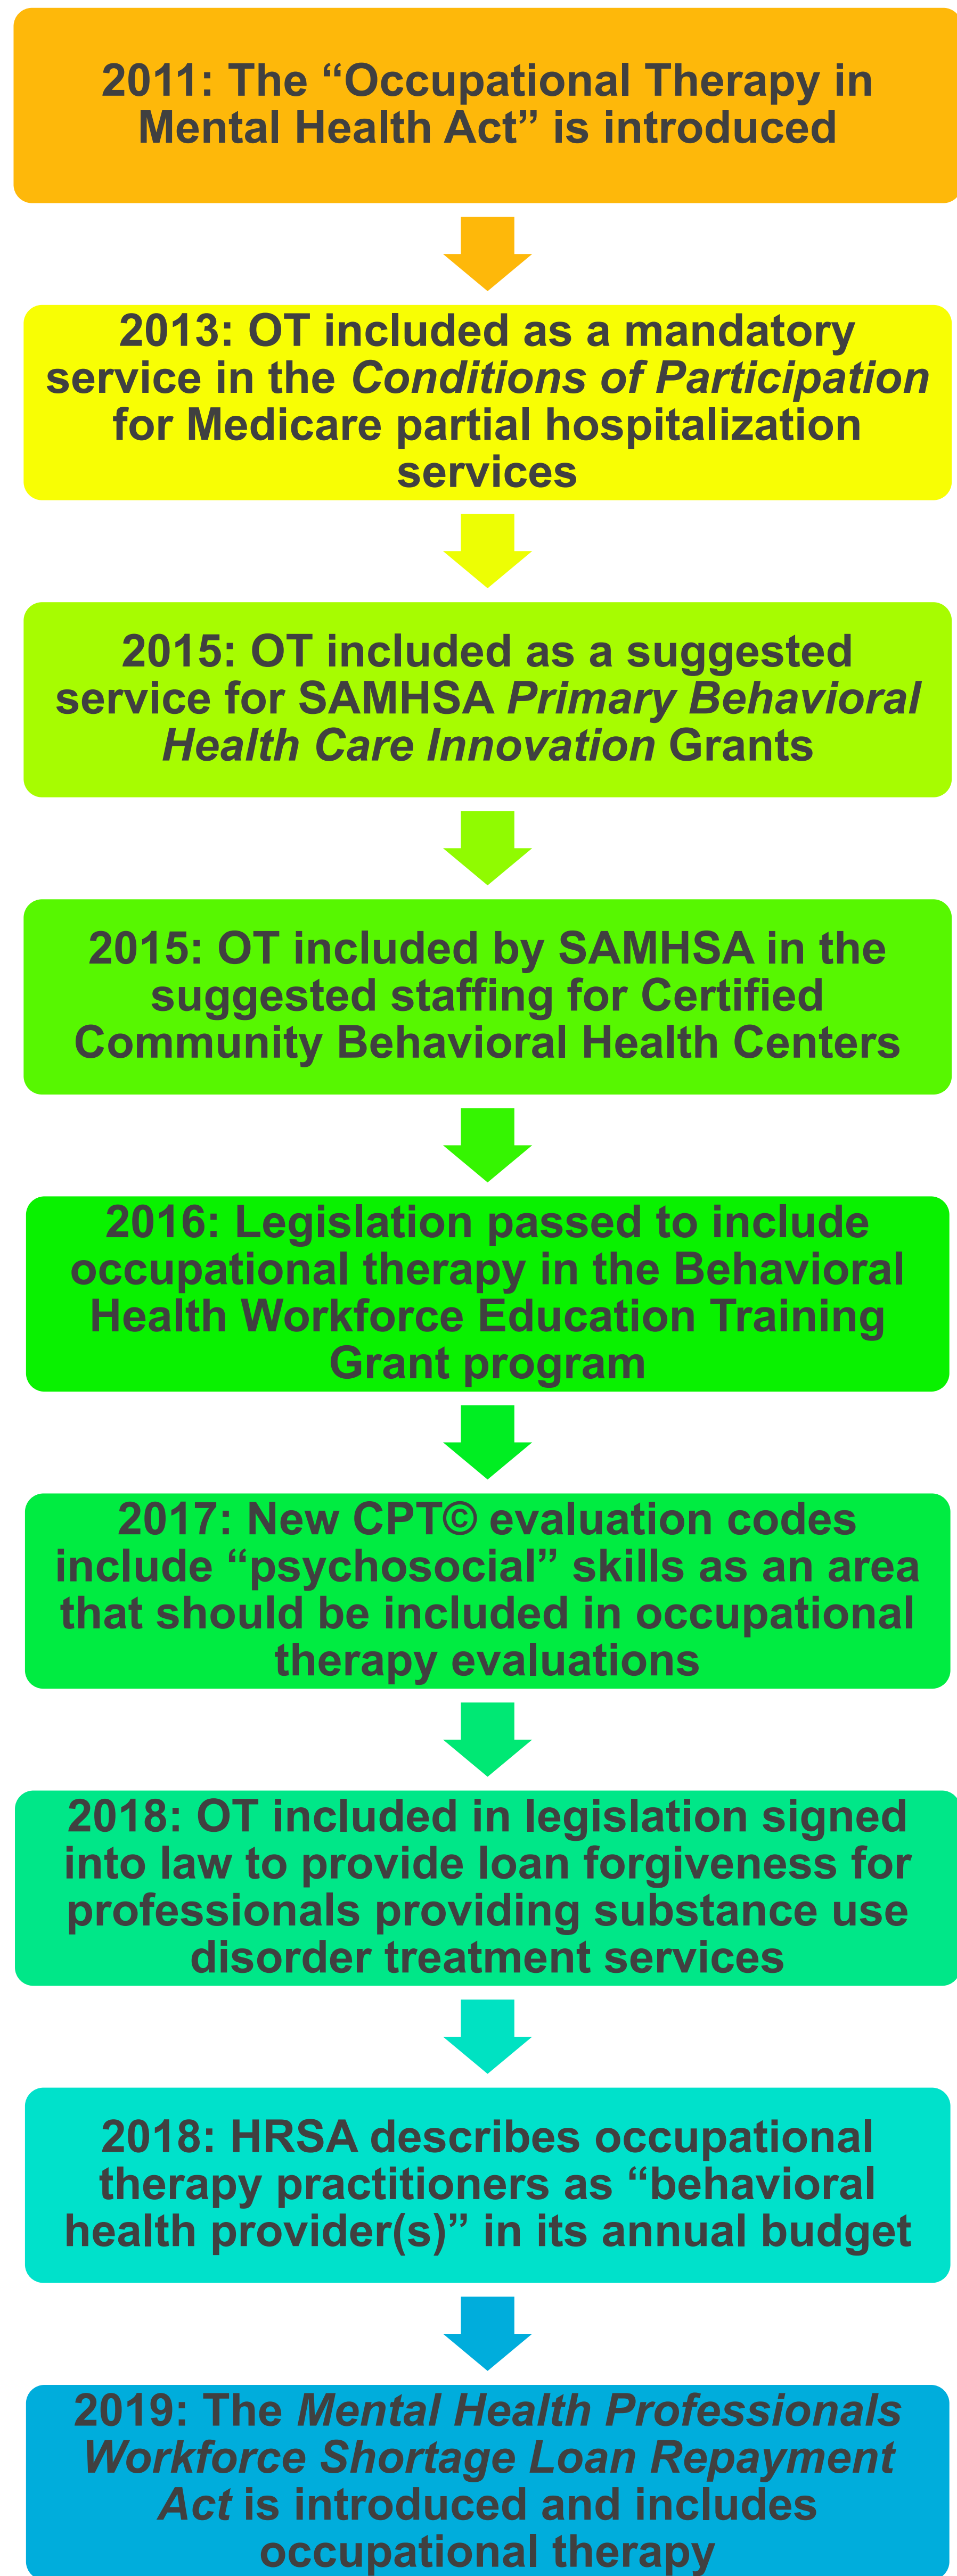 2011: The “Occupational Therapy in
Mental Health Act” is introduced
2013: OT included as a mandatory
service in the Conditions of Participation
for Medicare partial hospitalization
services
2015: OT included as a suggested
service for SAMHSA Primary Behavioral
Health Care Innovation Grants
2015: OT included by SAMHSA in the
suggested staffing for Certified
Community Behavioral Health Centers
2016: Legislation passed to include
occupational therapy in the Behavioral
Health Workforce Education Training
Grant program
2017: New CPT© evaluation codes
include “psychosocial” skills as an area
that should be included in occupational
therapy evaluations
2018: OT included in legislation signed
into law to provide loan forgiveness for
professionals providing substance use
disorder treatment services
2018: HRSA describes occupational
therapy practitioners as “behavioral
health provider(s)” in its annual budget
2019: The Mental Health Professionals
Workforce Shortage Loan Repayment
Act is introduced and includes
occupational therapy